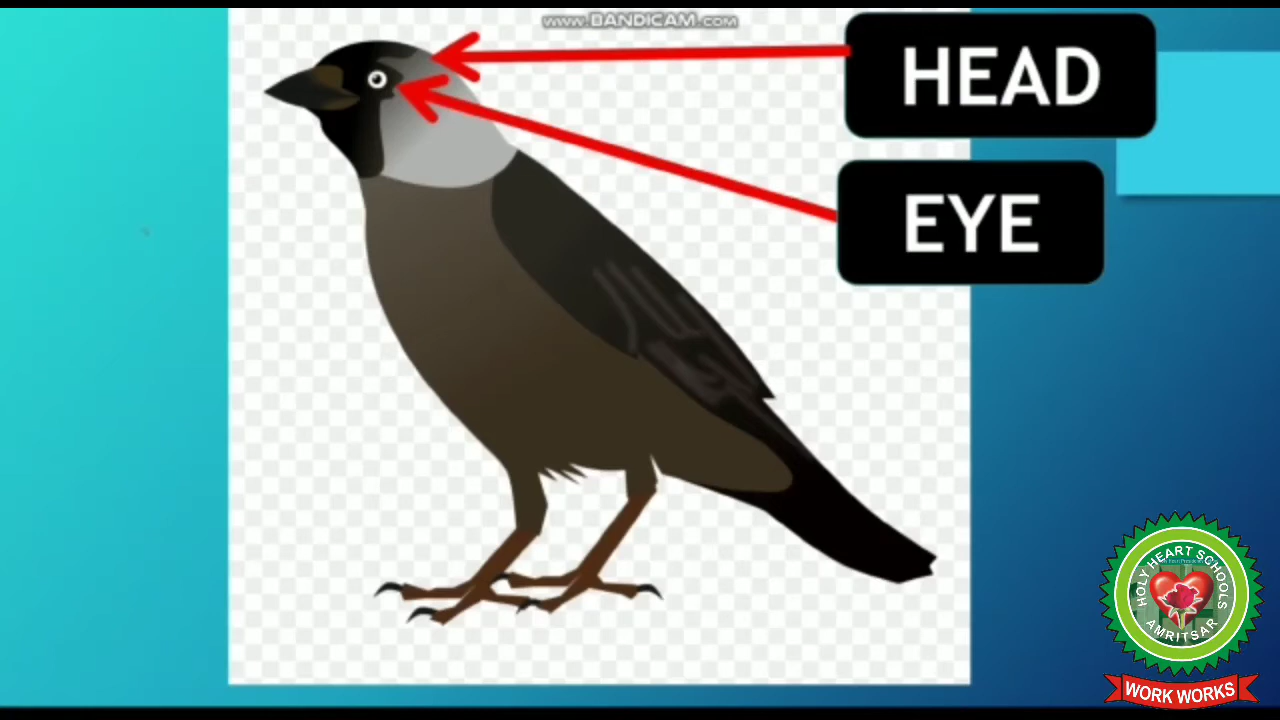 www.BANDICAM.com
HEAD
EYE
HOLY HEART SCHOOLS
AMRITSAR
WORK WORKS